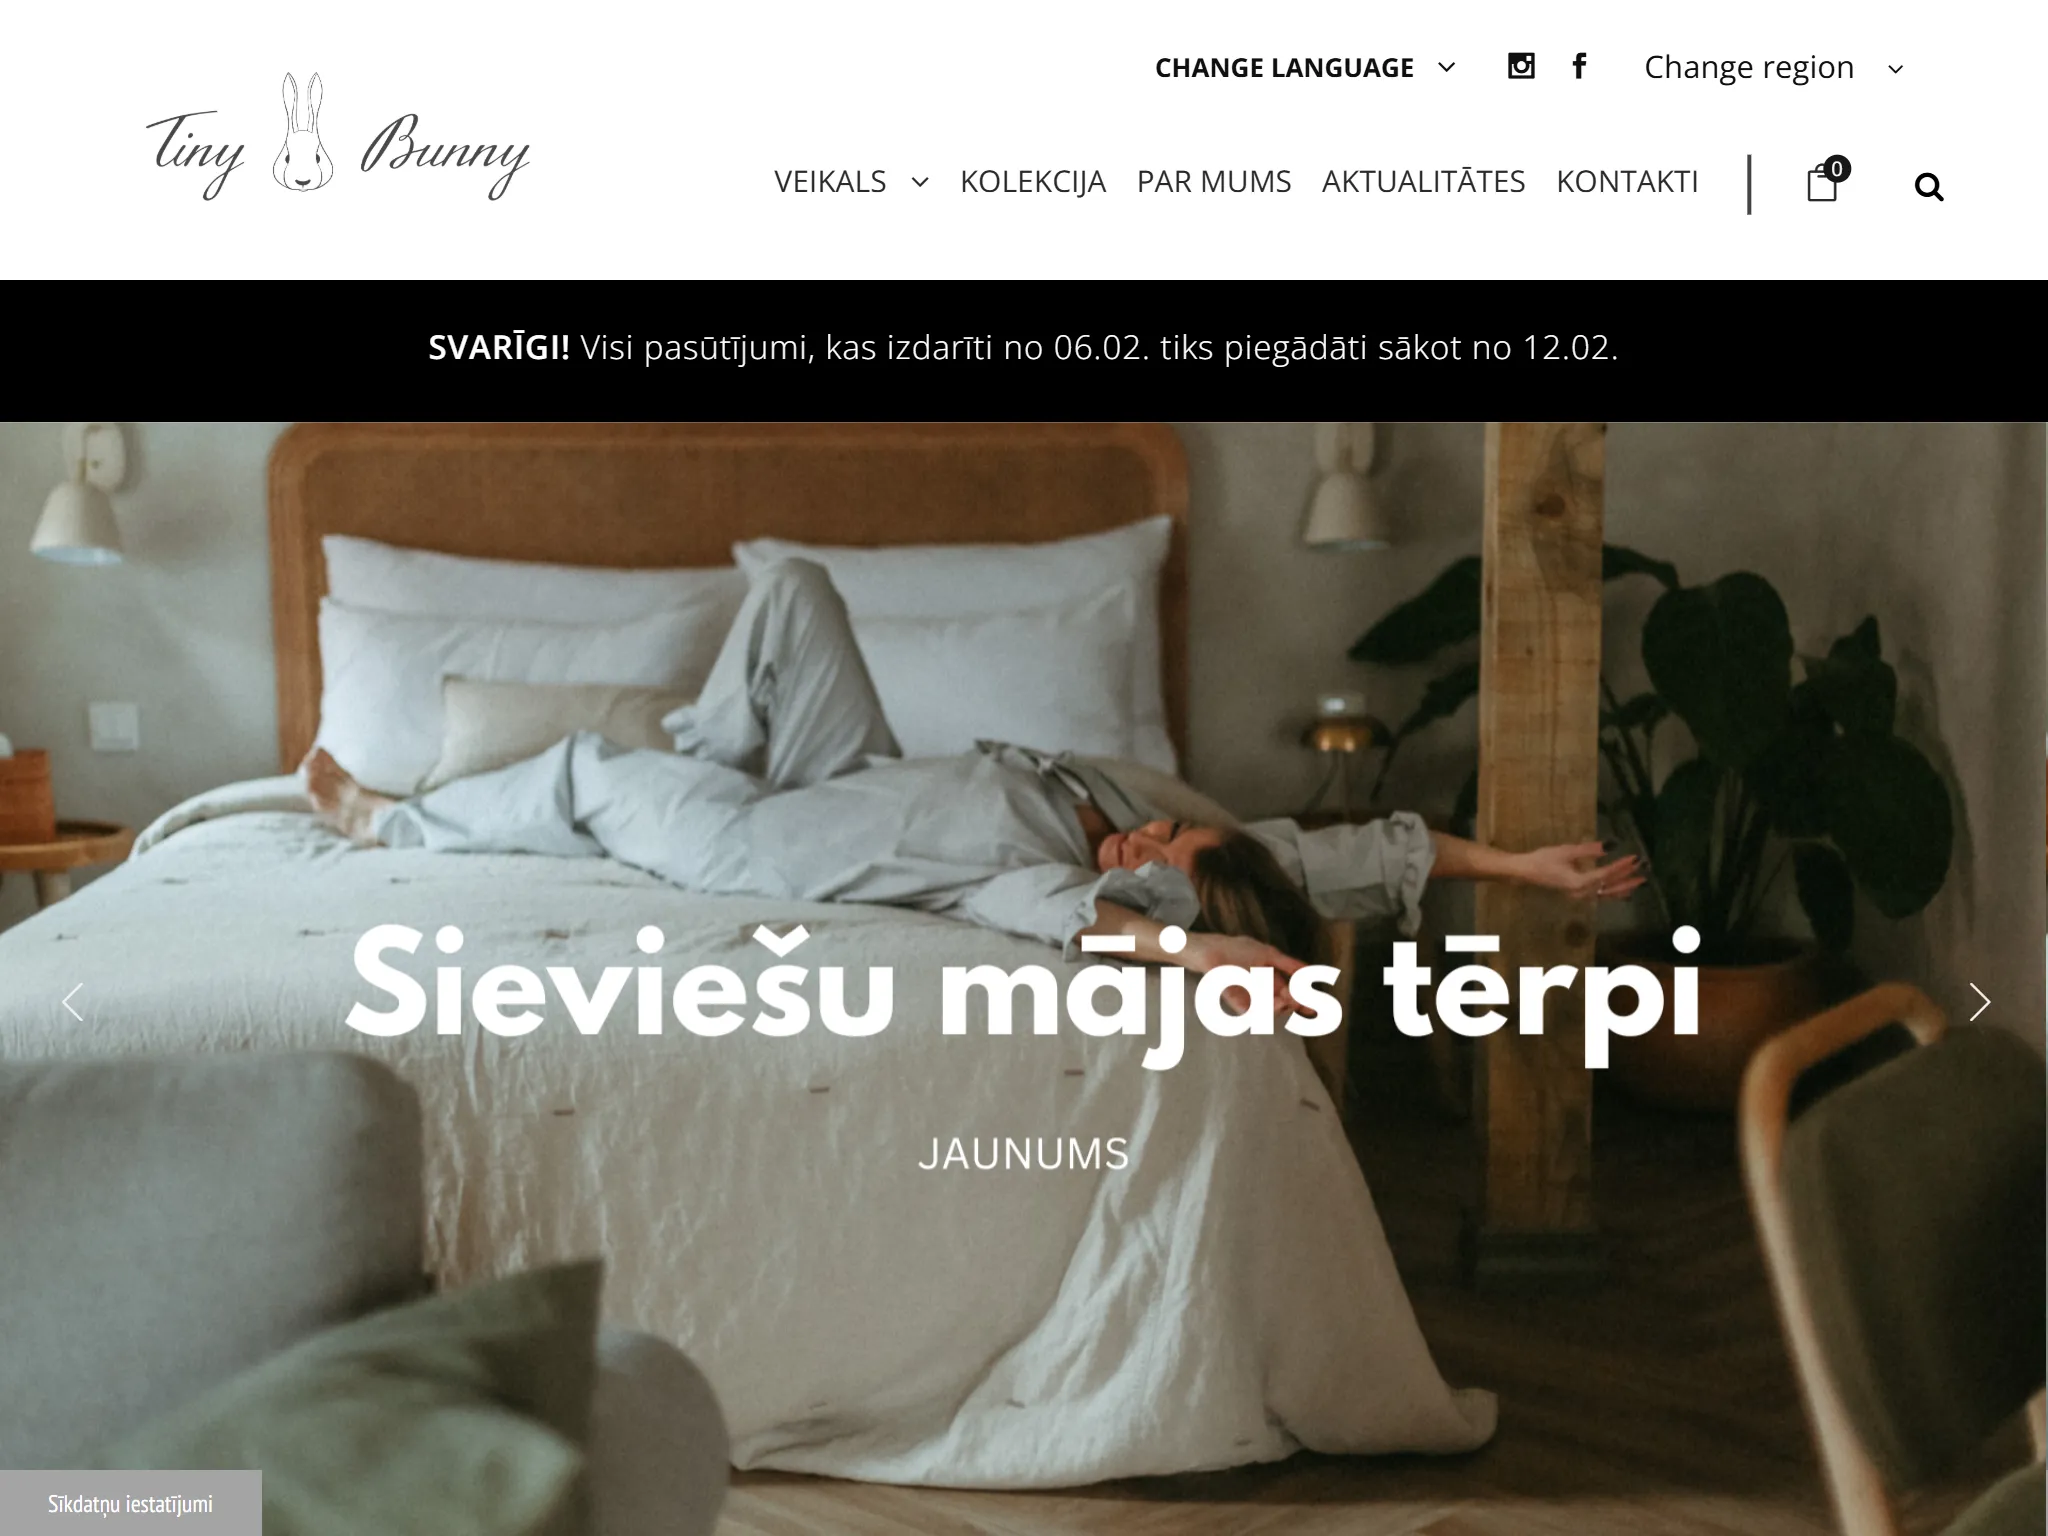 CHANGE LANGUAGE
Change region
Tiny Bunny
VEIKALS KOLEKCIJA PAR MUMS AKTUALITĀTES KONTAKTI
0
SVARĪGI! Visi pasūtījumi, kas izdarīti no 06.02. tiks piegādāti sākot no 12.02.
Sieviešu mājas tērpi
JAUNUMS
Sīkdatņu iestatījumi